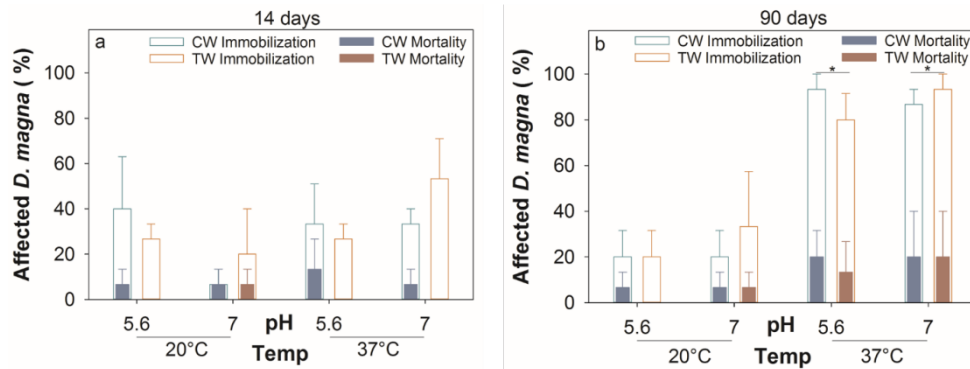 14 days
a
CW Immobilization
CW Mortality
TW Immobilization
TW Mortality
Affected D. magna ( %)
100
80
60
40
20
0
5.6
7
pH
5.6
7
20°C
Temp
37°C
90 days
b
CW Immobilization
CW Mortality
TW Immobilization
TW Mortality
*
*
Affected D. magna ( %)
100
80
60
40
20
0
5.6
7
pH
5.6
7
20°C
Temp
37°C